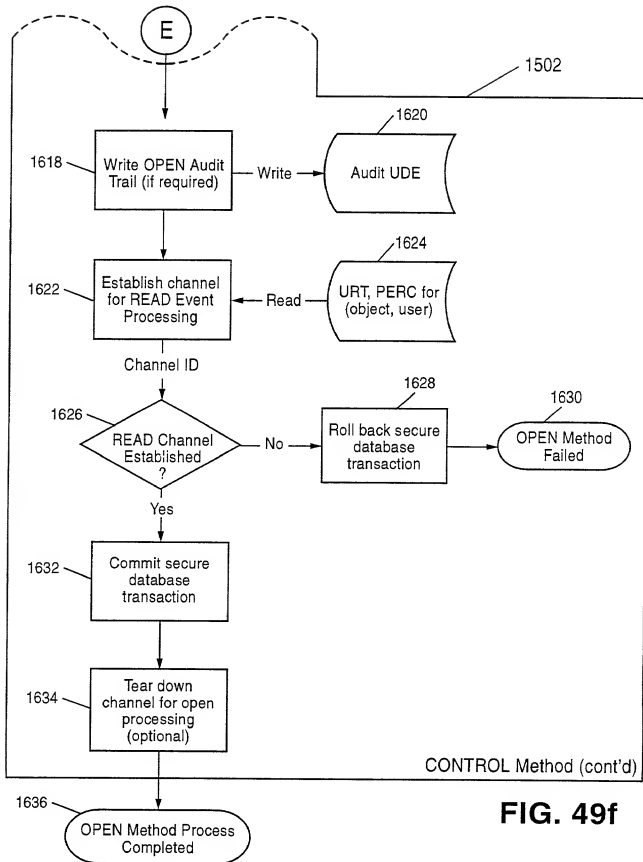 E
1502
1620
1618
Write OPEN Audit
Trail (if required)
Write
Audit UDE
1624
1622
Establish channel
for READ Event
Processing
Read
URT, PERC for
(object, user)
Channel ID
1628
1626
1630
READ Channel
Established
?
No
Roll back secure
database
transaction
OPEN Method
Failed
Yes
1632
Commit secure
database
transaction
1634
Tear down
channel for open
processing
(optional)
CONTROL Method (cont'd)
1636
OPEN Method Process
Completed
FIG. 49f